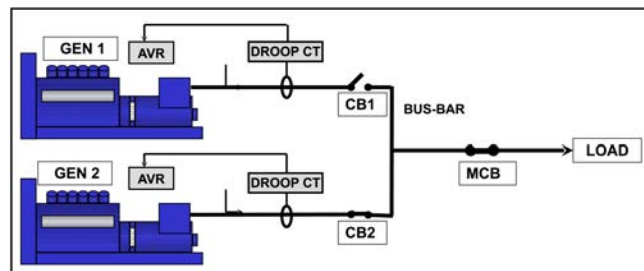 GEN 1
AVR
DROOP CT
CB1
BUS-BAR
GEN 2
AVR
DROOP CT
CB2
MCB
LOAD